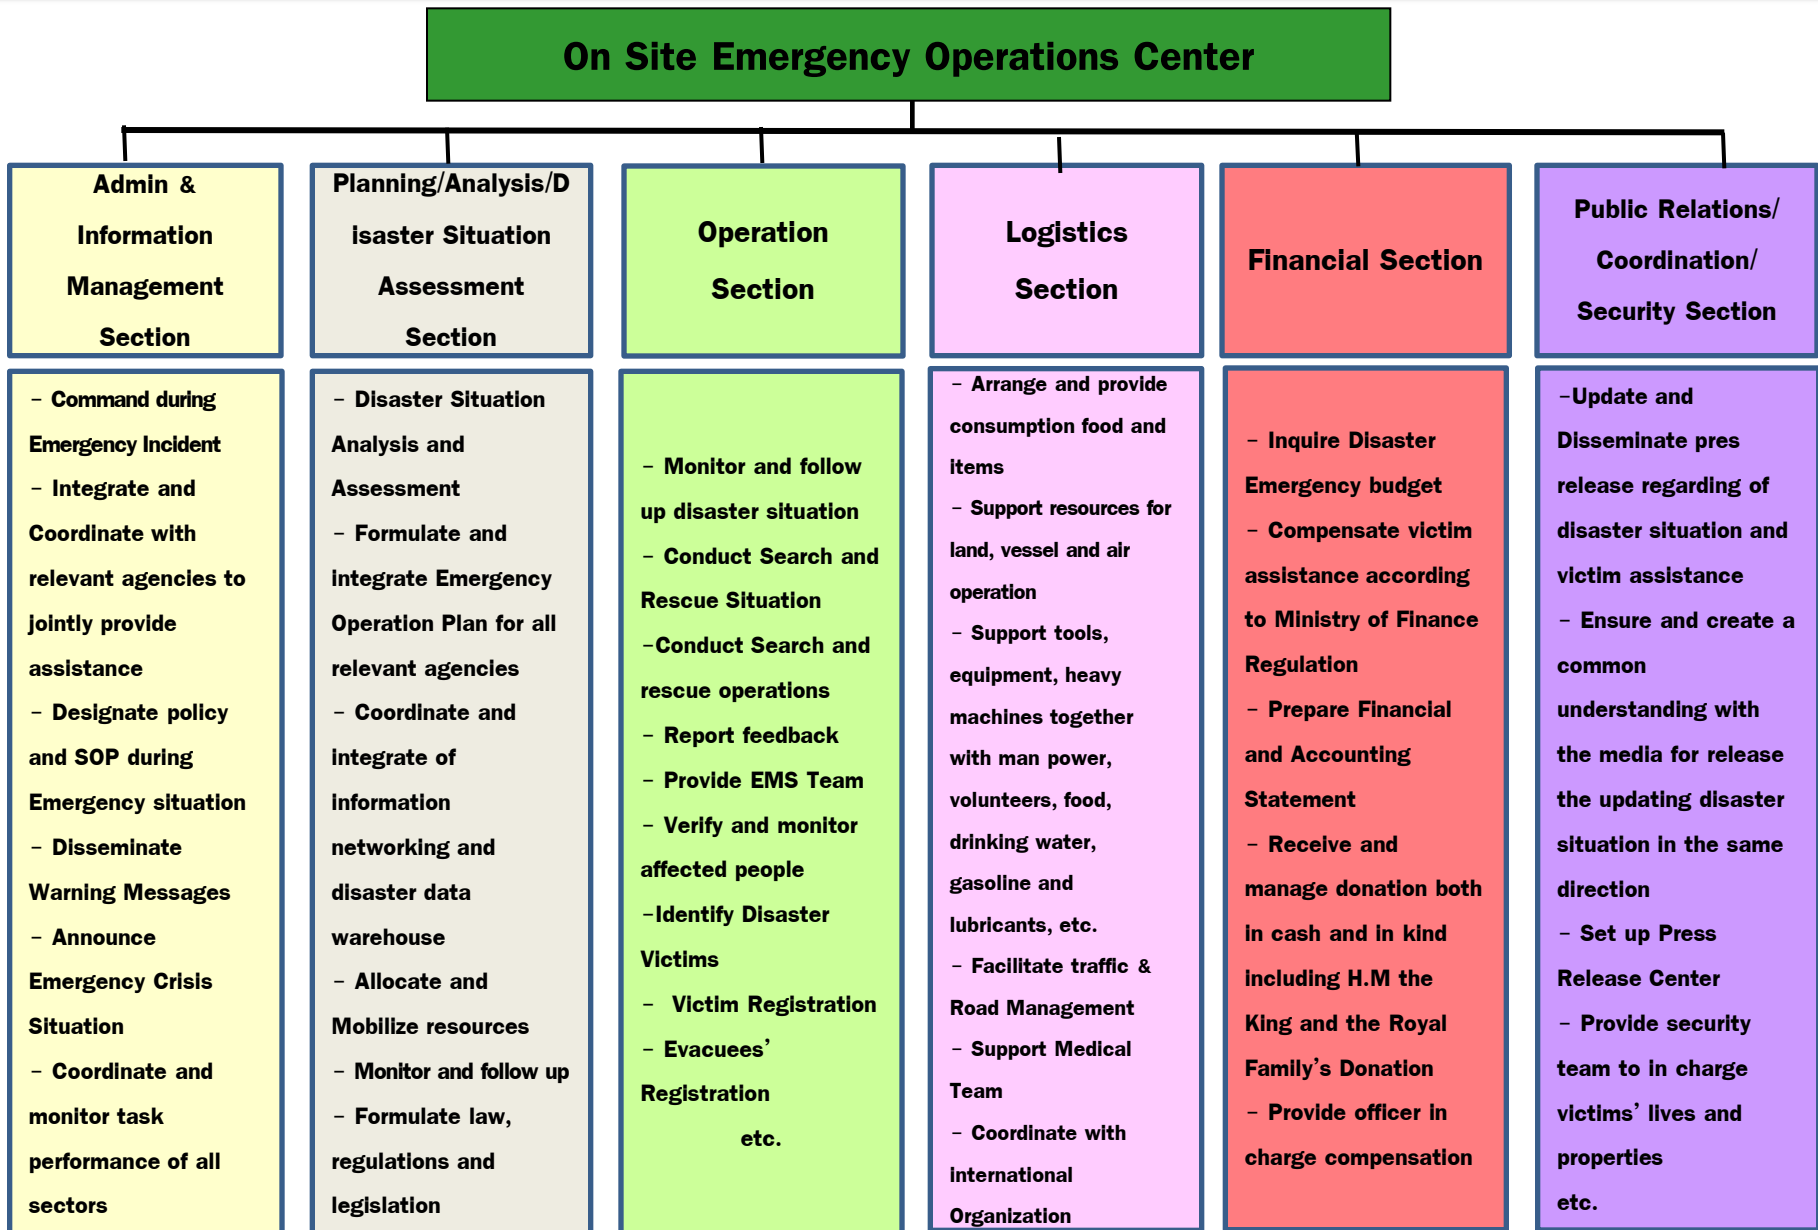 On Site Emergency Operations Center
Admin &
Information
Management
Section
Planning/Analysis/D
isaster Situation
Assessment
Section
Operation
Section
Logistics
Section
Financial Section
Public Relations/
Coordination/
Security Section
– Command during
Emergency Incident
– Integrate and
Coordinate with
relevant agencies to
jointly provide
assistance
– Designate policy
and SOP during
Emergency situation
– Disseminate
Warning Messages
– Announce
Emergency Crisis
Situation
– Coordinate and
monitor task
performance of all
sectors
– Disaster Situation
Analysis and
Assessment
– Formulate and
integrate Emergency
Operation Plan for all
relevant agencies
– Coordinate and
integrate of
information
networking and
disaster data
warehouse
– Allocate and
Mobilize resources
– Monitor and follow up
– Formulate law,
regulations and
legislation
– Monitor and follow
up disaster situation
– Conduct Search and
Rescue Situation
–Conduct Search and
rescue operations
– Report feedback
– Provide EMS Team
– Verify and monitor
affected people
–Identify Disaster
Victims
– Victim Registration
– Evacuees’
Registration
etc.
– Arrange and provide
consumption food and
items
– Support resources for
land, vessel and air
operation
– Support tools,
equipment, heavy
machines together
with man power,
volunteers, food,
drinking water,
gasoline and
lubricants, etc.
– Facilitate traffic &
Road Management
– Support Medical
Team
– Coordinate with
international
Organization
– Inquire Disaster
Emergency budget
– Compensate victim
assistance according
to Ministry of Finance
Regulation
– Prepare Financial
and Accounting
Statement
– Receive and
manage donation both
in cash and in kind
including H.M the
King and the Royal
Family’s Donation
– Provide officer in
charge compensation
–Update and
Disseminate pres
release regarding of
disaster situation and
victim assistance
– Ensure and create a
common
understanding with
the media for release
the updating disaster
situation in the same
direction
– Set up Press
Release Center
– Provide security
team to in charge
victims’ lives and
properties
etc.